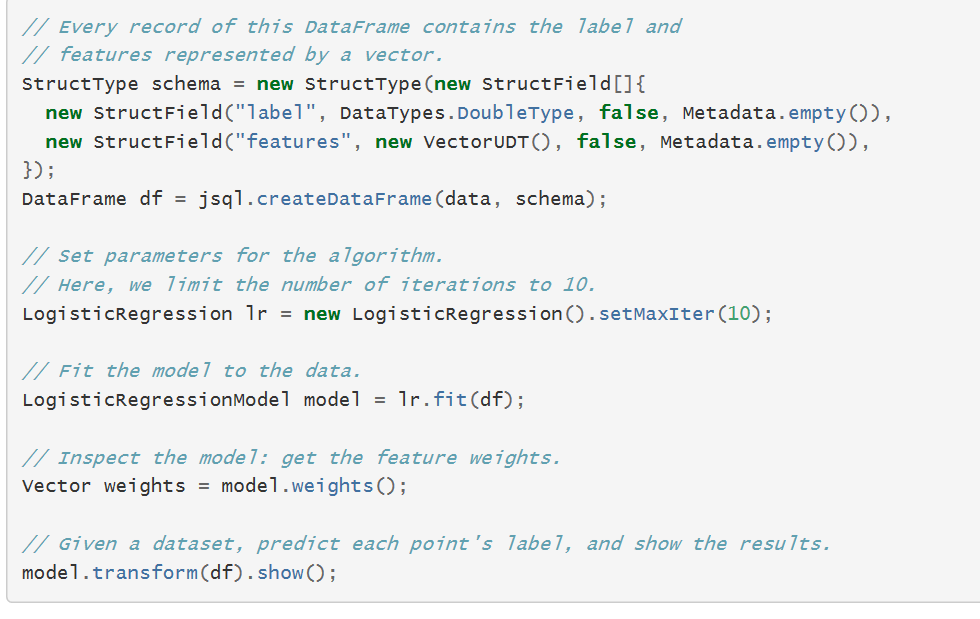 // Every record of this DataFrame contains the label and
// features represented by a vector.
StructType schema = new StructType(new StructField[]{
  new StructField("label", DataTypes.DoubleType, false, Metadata.empty()),
  new StructField("features", new VectorUDT(), false, Metadata.empty()),
});
DataFrame df = jsql.createDataFrame(data, schema);

// Set parameters for the algorithm.
// Here, we limit the number of iterations to 10.
LogisticRegression lr = new LogisticRegression().setMaxIter(10);

// Fit the model to the data.
LogisticRegressionModel model = lr.fit(df);

// Inspect the model: get the feature weights.
Vector weights = model.weights();

// Given a dataset, predict each point's label, and show the results.
model.transform(df).show();